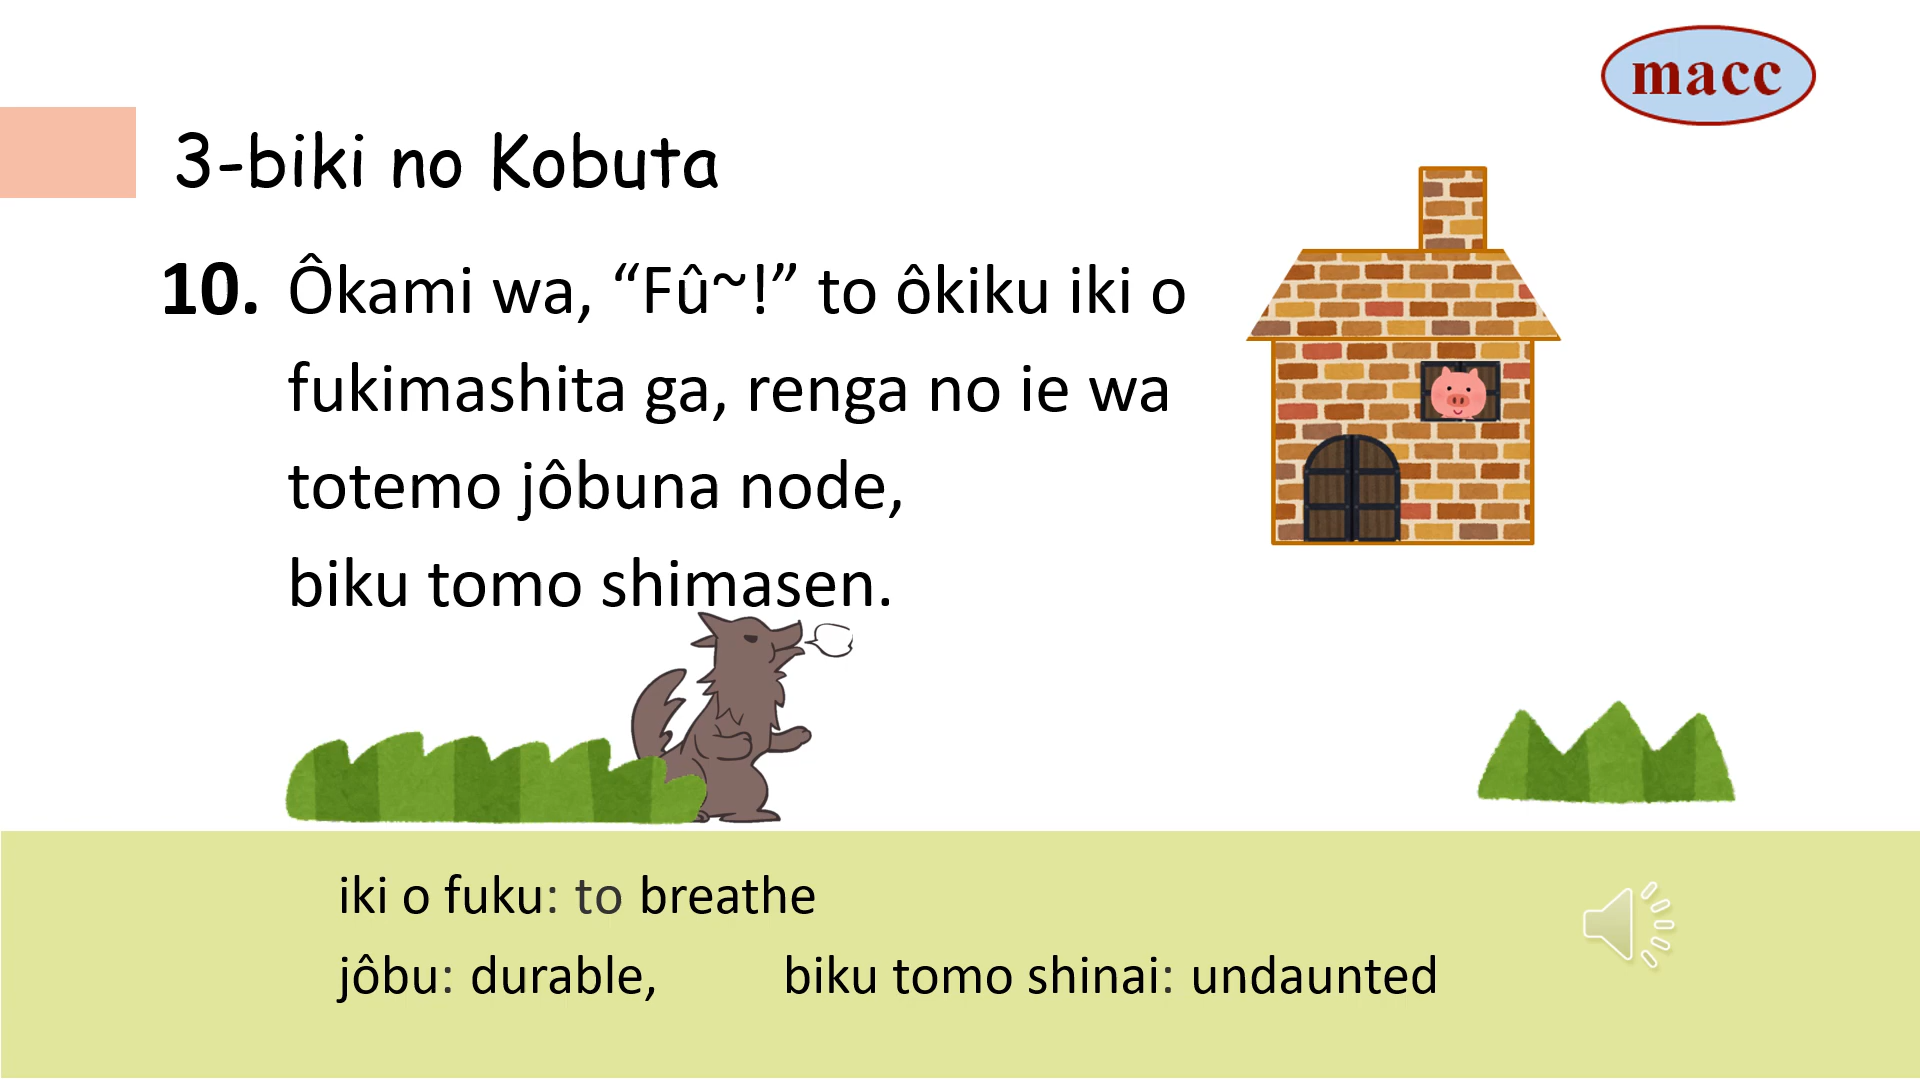 macc
3-biki no Kobuta
10. Ôkami wa, “Fû~!” to ôkiku iki o
fukimashita ga, renga no ie wa
totemo jôbuna node,
biku tomo shimasen.
iki o fuku: to breathe
jôbu: durable, biku tomo shinai: undaunted